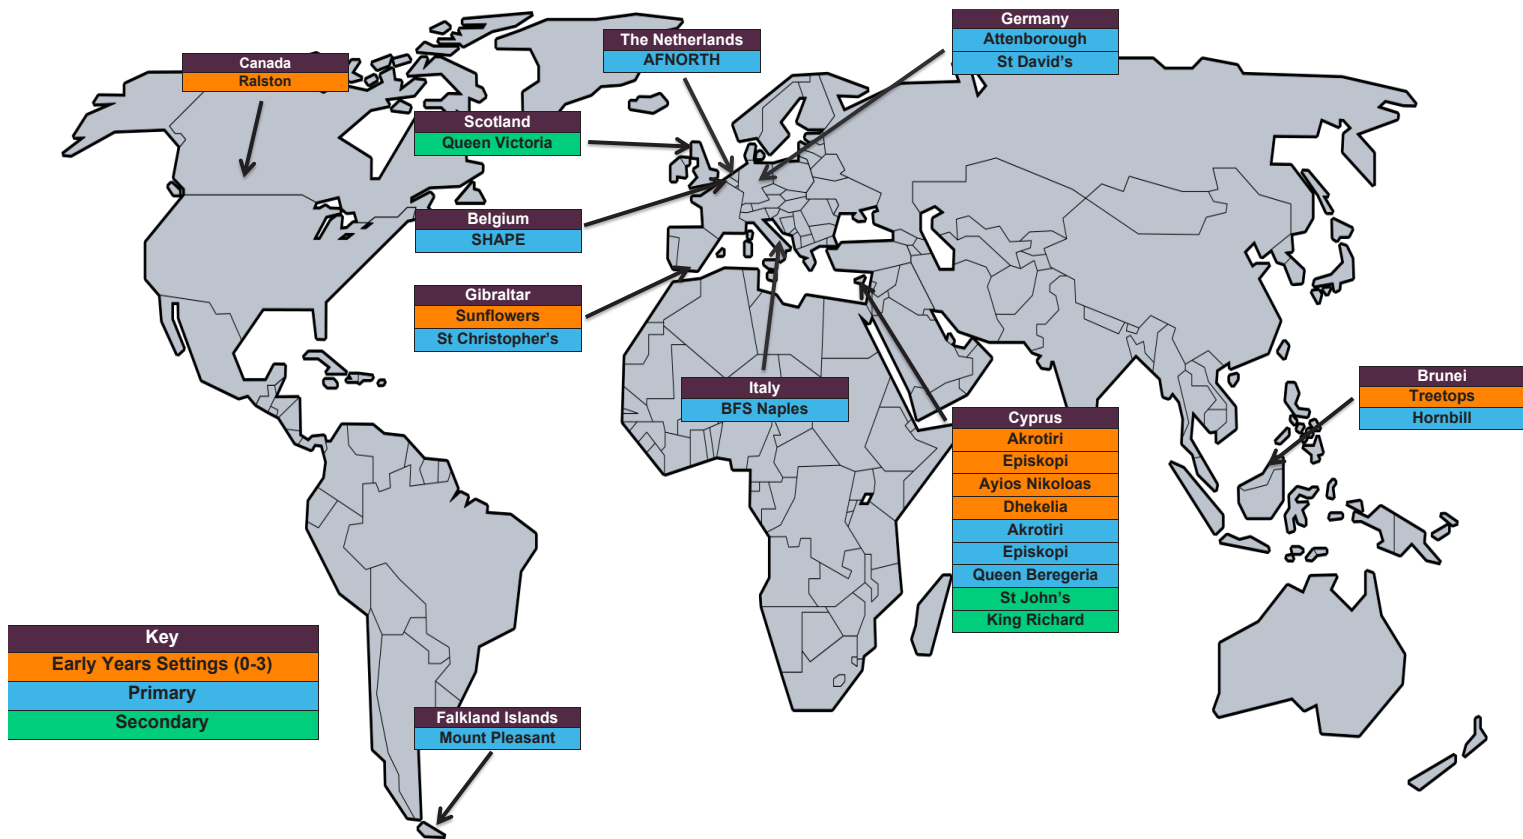 Canada
Ralston
The Netherlands
AFNORTH
Germany
Attenborough
St David's
Scotland
Queen Victoria
Belgium
SHAPE
Gibraltar
Sunflowers
St Christopher's
Italy
BFS Naples
Cyprus
Akrotiri
Episkopi
Ayios Nikoloas
Dhekelia
Akrotiri
Episkopi
Queen Beregeria
St John's
King Richard
Brunei
Treetops
Hornbill
Key
Early Years Settings (0-3)
Primary
Secondary
Falkland Islands
Mount Pleasant